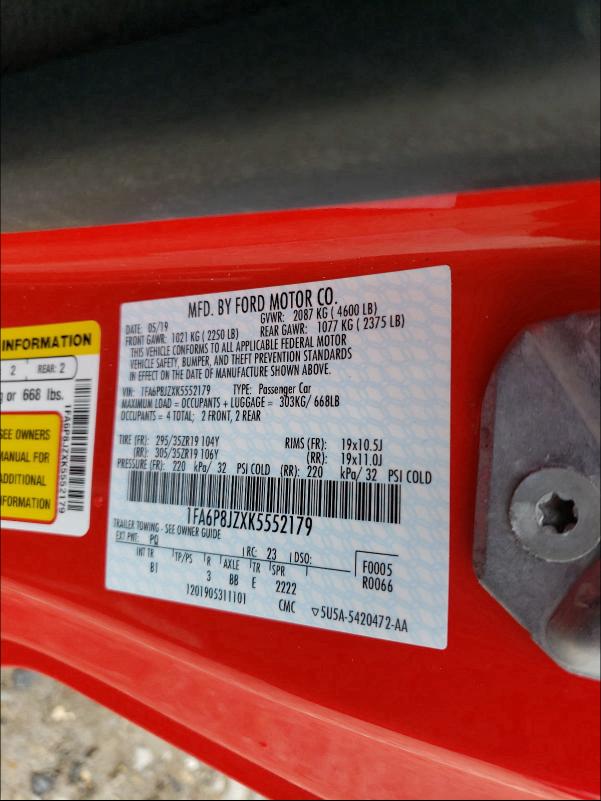 INFORMATION
2 REAR: 2
or 668 lbs.
SEE OWNERS
MANUAL FOR
ADDITIONAL
INFORMATION
1FA6P8JZXK5552179
MFD. BY FORD MOTOR CO.
DATE: 05/19 GVWR: 2087 KG ( 4600 LB)
FRONT GAWR: 1021 KG ( 2250 LB) REAR GAWR: 1077 KG ( 2375 LB)
THIS VEHICLE CONFORMS TO ALL APPLICABLE FEDERAL MOTOR
VEHICLE SAFETY, BUMPER, AND THEFT PREVENTION STANDARDS
IN EFFECT ON THE DATE OF MANUFACTURE SHOWN ABOVE.
VIN: 1FA6P8JZXK5552179 TYPE: Passenger Car
MAXIMUM LOAD = OCCUPANTS + LUGGAGE = 303KG/ 668LB
OCCUPANTS = 4 TOTAL; 2 FRONT, 2 REAR
TIRE (FR): 295/35ZR19 104Y RIMS (FR): 19x10.5J
(RR): 305/35ZR19 106Y (RR): 19x11.0J
PRESSURE (FR): 220 kPa/ 32 PSI COLD (RR): 220 kPa/ 32 PSI COLD
1FA6P8JZXK5552179
TRAILER TOWING - SEE OWNER GUIDE
EXT PNT: PQ RC: 23 DSO: F0005
INT TR TP/PS R AXLE TR SPR R0066
B1 3 BB E 2222
1201905311101 CMC ▽5U5A-5420472-AA